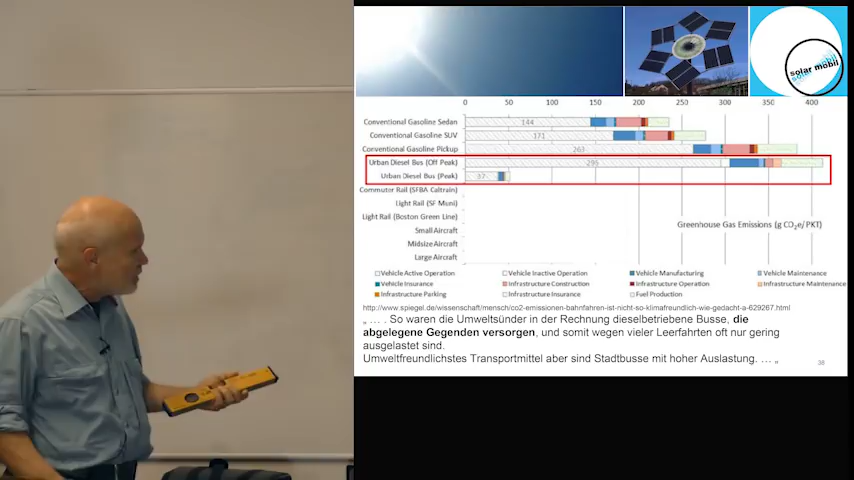 solar mobil
solar mobil
0 50 100 150 200 250 300 350 400
Conventional Gasoline Sedan 144
Conventional Gasoline SUV 171
Conventional Gasoline Pickup 263
Urban Diesel Bus (Off Peak) 295
Urban Diesel Bus (Peak) 37
Commuter Rail (SFBA Caltrain)
Light Rail (SF Muni)
Light Rail (Boston Green Line)
Greenhouse Gas Emissions (g CO₂e/ PKT)
Small Aircraft
Midsize Aircraft
Large Aircraft
Vehicle Active Operation Vehicle Inactive Operation Vehicle Manufacturing Vehicle Maintenance
Vehicle Insurance Infrastructure Construction Infrastructure Operation Infrastructure Maintenance
Infrastructure Parking Infrastructure Insurance Fuel Production
http://www.spiegel.de/wissenschaft/mensch/co2-emissionen-bahnfahren-ist-nicht-so-klimafreundlich-wie-gedacht-a-629267.html
„ … . So waren die Umweltsünder in der Rechnung dieselbetriebene Busse, die
abgelegene Gegenden versorgen, und somit wegen vieler Leerfahrten oft nur gering
ausgelastet sind.
Umweltfreundlichstes Transportmittel aber sind Stadtbusse mit hoher Auslastung. … „
38